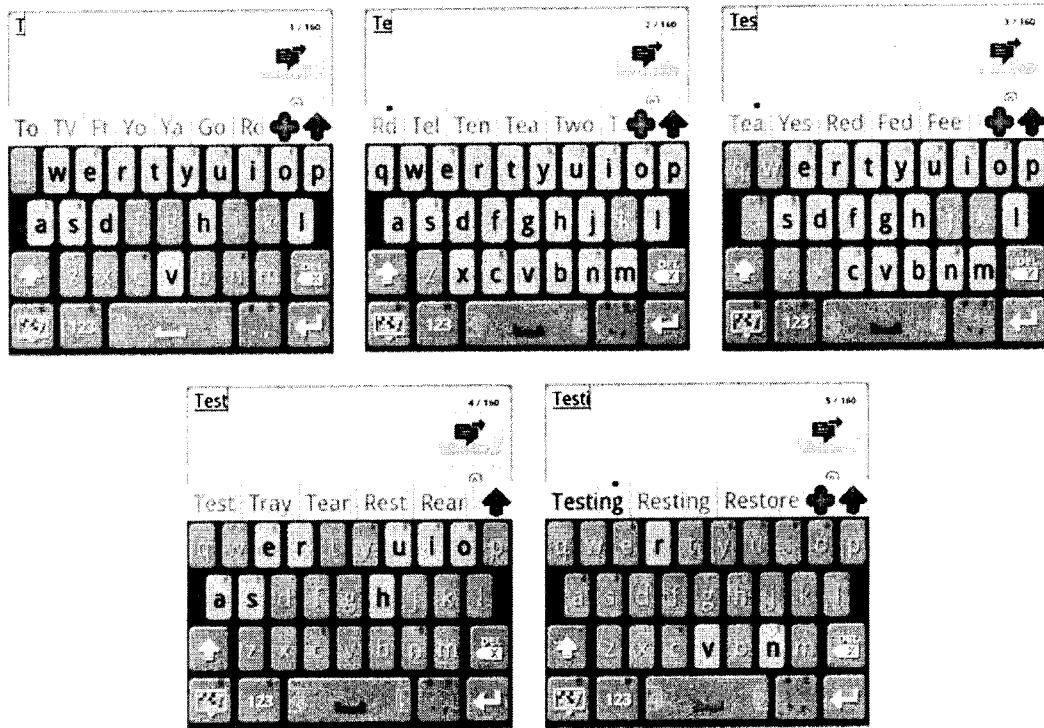 T
1 / 160
To TV Ft Yo Ya Go
w e r t y u i o p
a s d h l
v
123
Te
2 / 160
Rd Tel Ten Tea Two
q w e r t y u i o p
a s d f g h j l
x c v b n m
123
Tes
3 / 160
Tea Yes Red Fed Fee
e r t y u i o p
s d f g h l
c v b n m
123
Test
4 / 160
Test Tray Tear Rest Rear
q w e r t y u i o p
a s d f g h j k l
z x c v b n m
123
Testi
5 / 160
Testing Resting Restore
q w e r t y u i o p
a s d f g h j k l
z x c v b n m
123